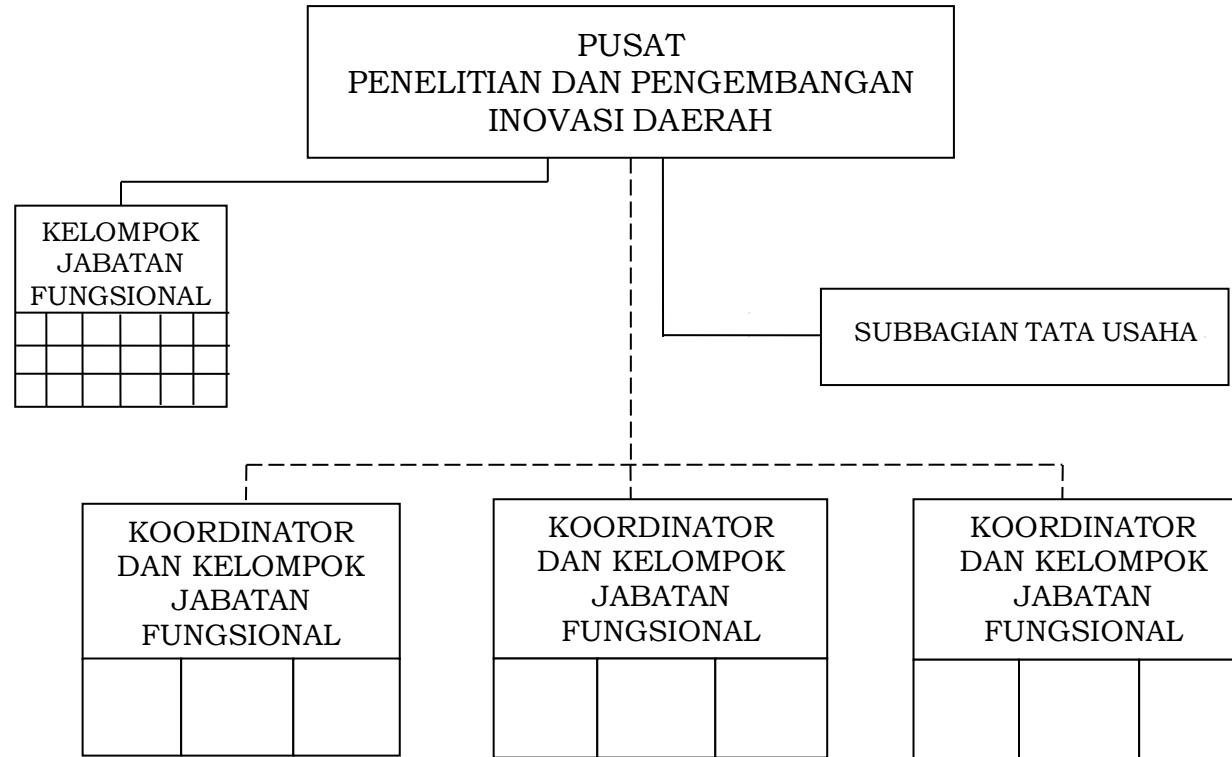 PUSAT
PENELITIAN DAN PENGEMBANGAN
INOVASI DAERAH
KELOMPOK
JABATAN
FUNGSIONAL
SUBBAGIAN TATA USAHA
KOORDINATOR
DAN KELOMPOK
JABATAN
FUNGSIONAL
KOORDINATOR
DAN KELOMPOK
JABATAN
FUNGSIONAL
KOORDINATOR
DAN KELOMPOK
JABATAN
FUNGSIONAL